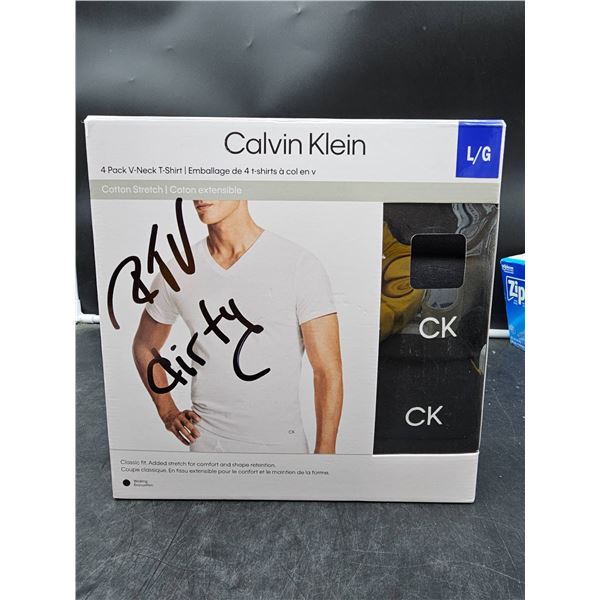 Calvin Klein
L/G
4 Pack V-Neck T-Shirt | Emballage de 4 t-shirts à col en v
Cotton Stretch | Coton extensible
RTV
dirty
C
CK
CK
CK
Classic fit. Added stretch for comfort and shape retention.
Coupe classique. En tissu extensible pour le confort et le maintien de la forme.
Zip